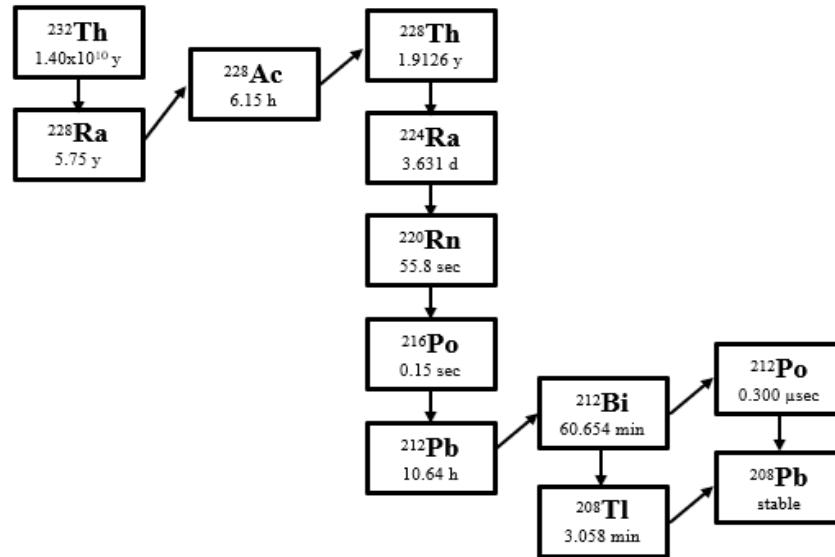 ²³²Th
1.40x10¹⁰ y
²²⁸Ra
5.75 y
²²⁸Ac
6.15 h
²²⁸Th
1.9126 y
²²⁴Ra
3.631 d
²²⁰Rn
55.8 sec
²¹⁶Po
0.15 sec
²¹²Pb
10.64 h
²¹²Bi
60.654 min
²¹²Po
0.300 µsec
²⁰⁸Tl
3.058 min
²⁰⁸Pb
stable